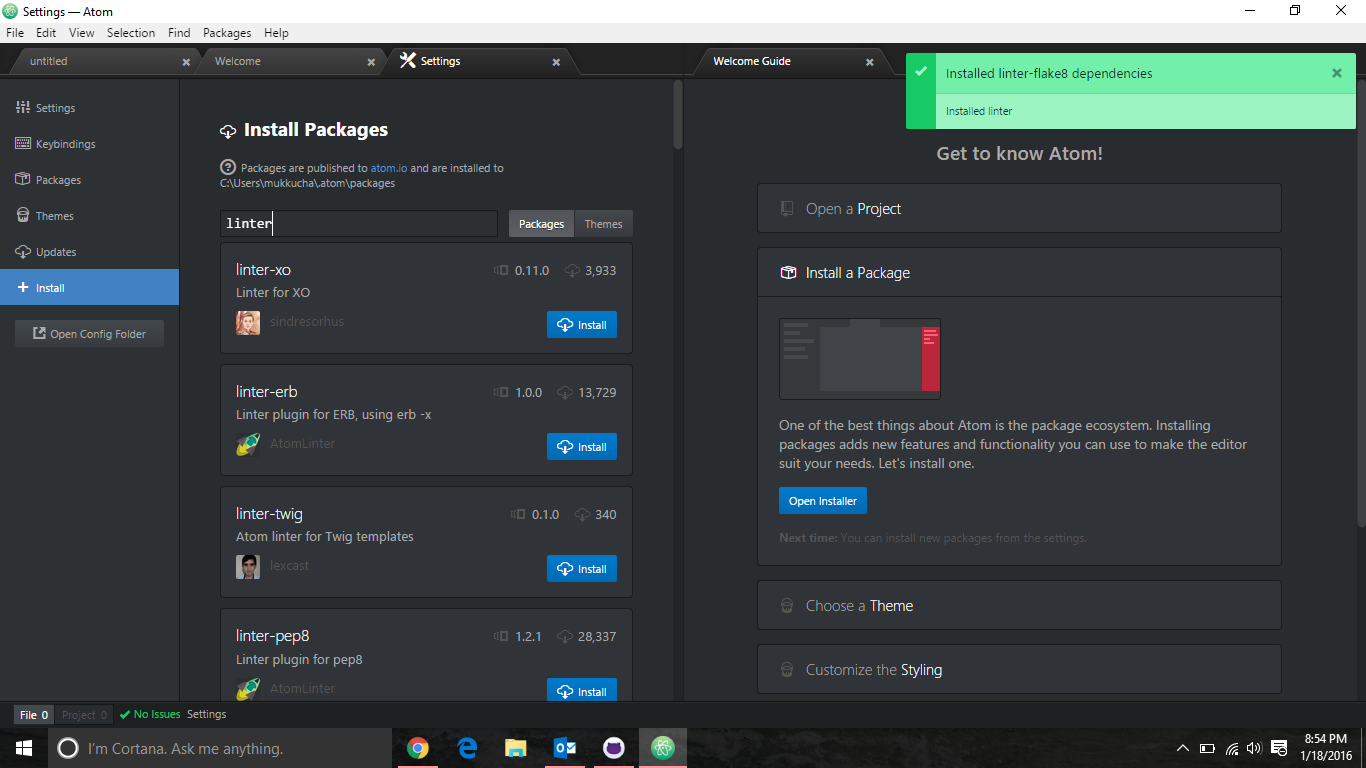 Settings — Atom
File Edit View Selection Find Packages Help
untitled
Welcome
Settings
Welcome Guide
Installed linter-flake8 dependencies
Installed linter
Settings
Keybindings
Packages
Themes
Updates
Install
Open Config Folder
Install Packages
Packages are published to atom.io and are installed to
C:\Users\mukkucha\.atom\packages
linter
Packages Themes
linter-xo 0.11.0 3,933
Linter for XO
sindresorhus Install
linter-erb 1.0.0 13,729
Linter plugin for ERB, using erb -x
AtomLinter Install
linter-twig 0.1.0 340
Atom linter for Twig templates
lexcast Install
linter-pep8 1.2.1 28,337
Linter plugin for pep8
AtomLinter Install
Get to know Atom!
Open a Project
Install a Package
One of the best things about Atom is the package ecosystem. Installing
packages adds new features and functionality you can use to make the editor
suit your needs. Let's install one.
Open Installer
Next time: You can install new packages from the settings.
Choose a Theme
Customize the Styling
File 0 Project 0 No Issues Settings
I'm Cortana. Ask me anything.
8:54 PM
1/18/2016